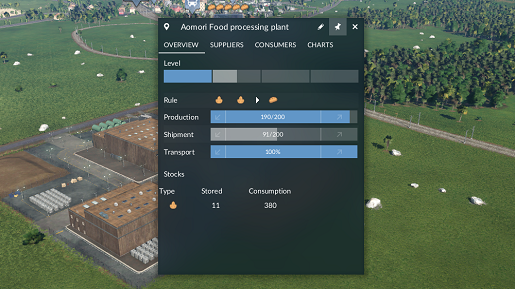 Aomori Food processing plant
OVERVIEW SUPPLIERS CONSUMERS CHARTS
Level
Rule
Production 190/200
Shipment 91/200
Transport 100%
Stocks
Type Stored Consumption
11 380